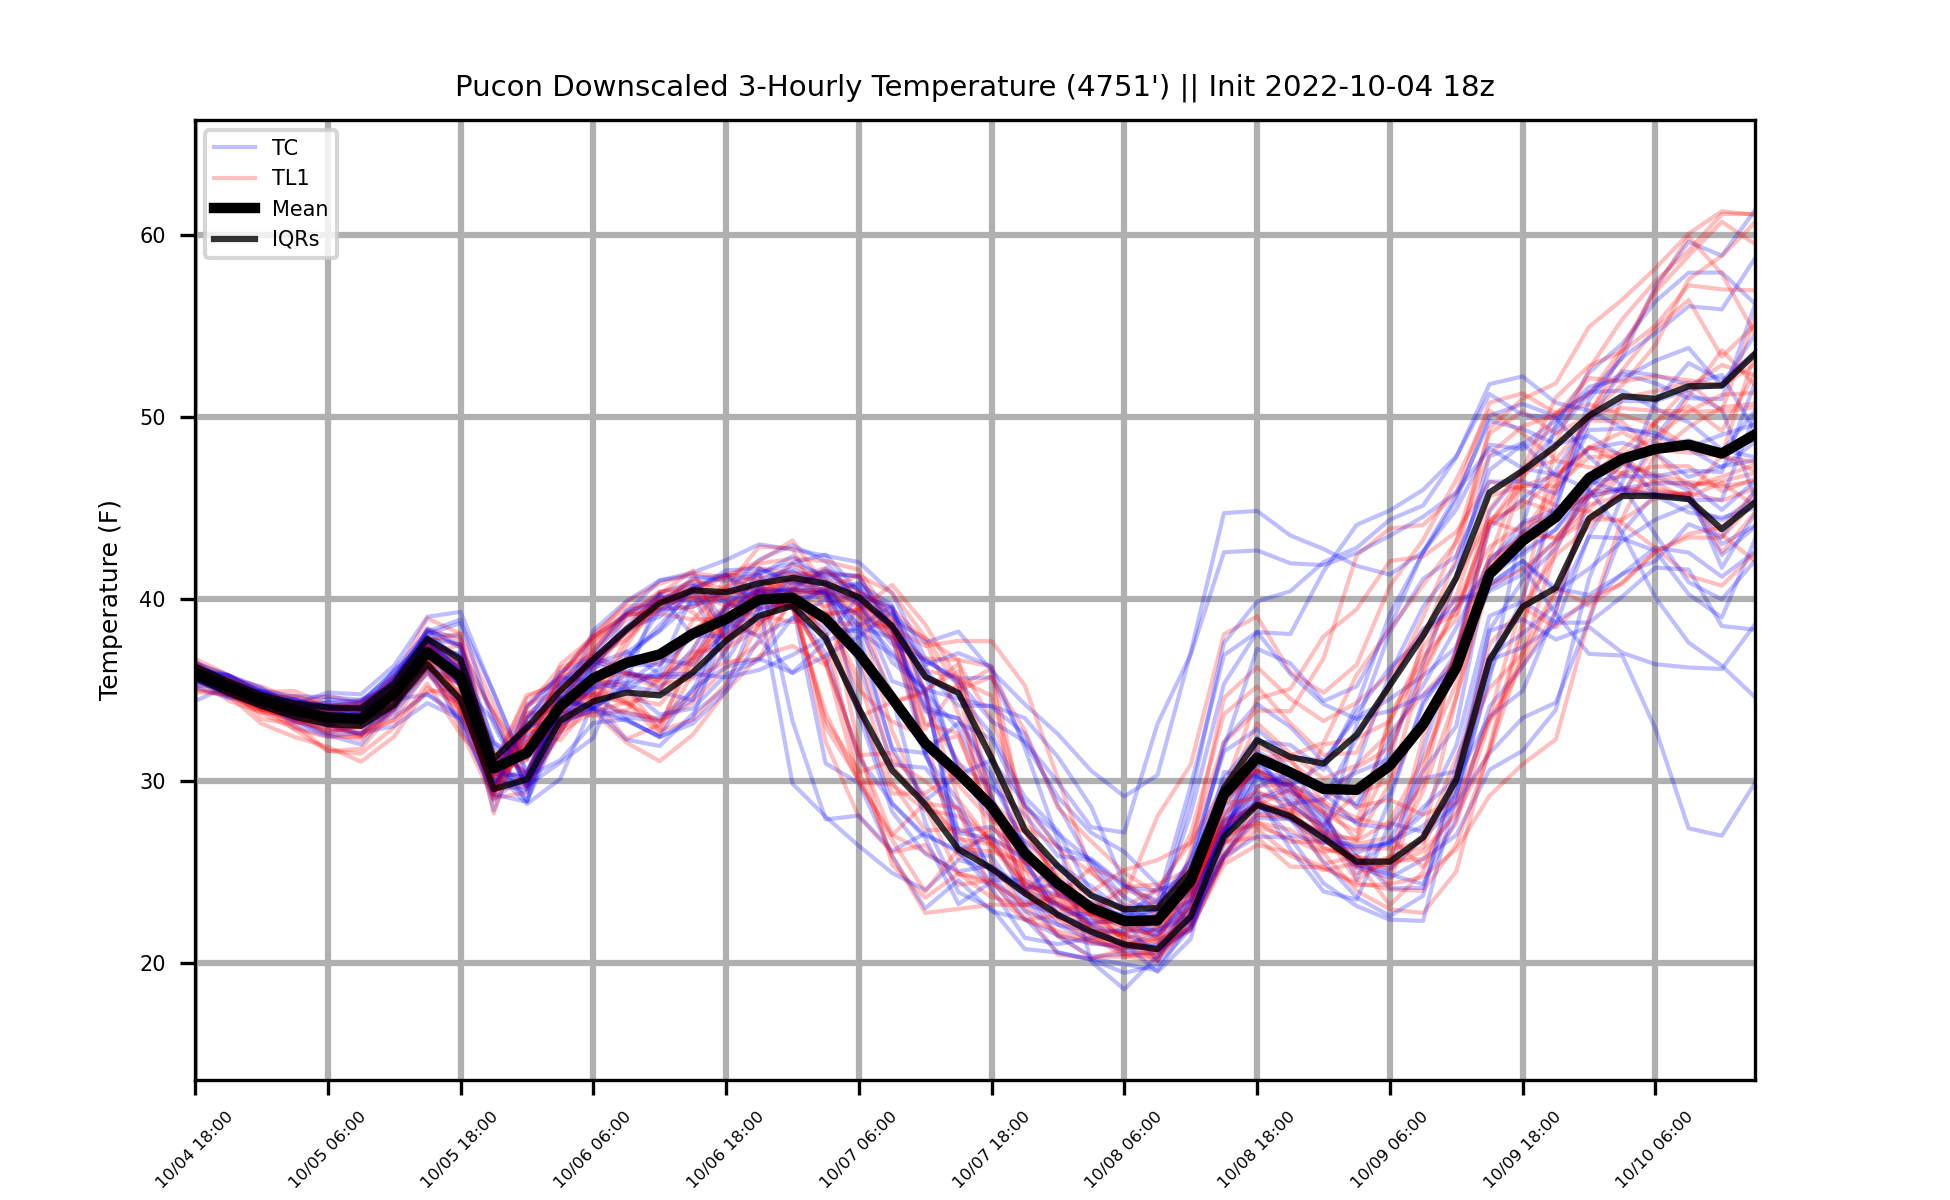 Pucon Downscaled 3-Hourly Temperature (4751') || Init 2022-10-04 18z
TC
TL1
Mean
IQRs
Temperature (F)
60
50
40
30
20
10/04 18:00
10/05 06:00
10/05 18:00
10/06 06:00
10/06 18:00
10/07 06:00
10/07 18:00
10/08 06:00
10/08 18:00
10/09 06:00
10/09 18:00
10/10 06:00